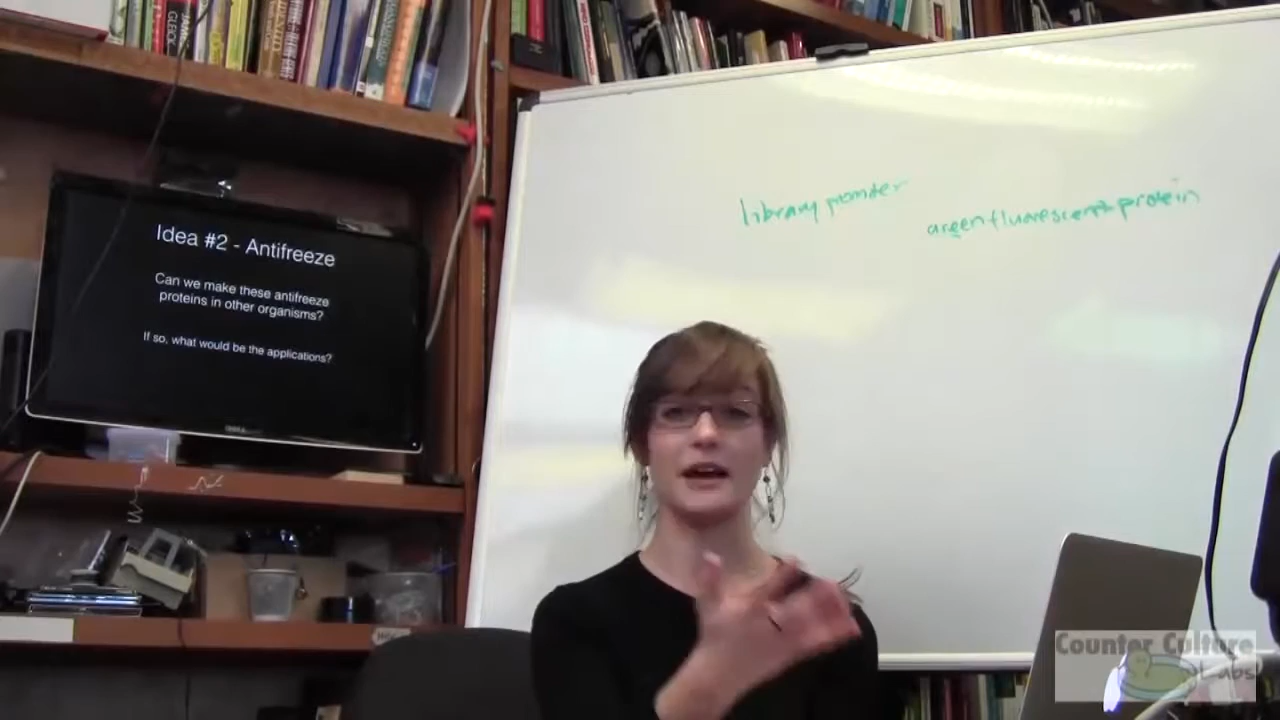 Idea #2 - Antifreeze
Can we make these antifreeze
proteins in other organisms?
If so, what would be the applications?
library promoter
green fluorescent protein
Counter Culture
Labs